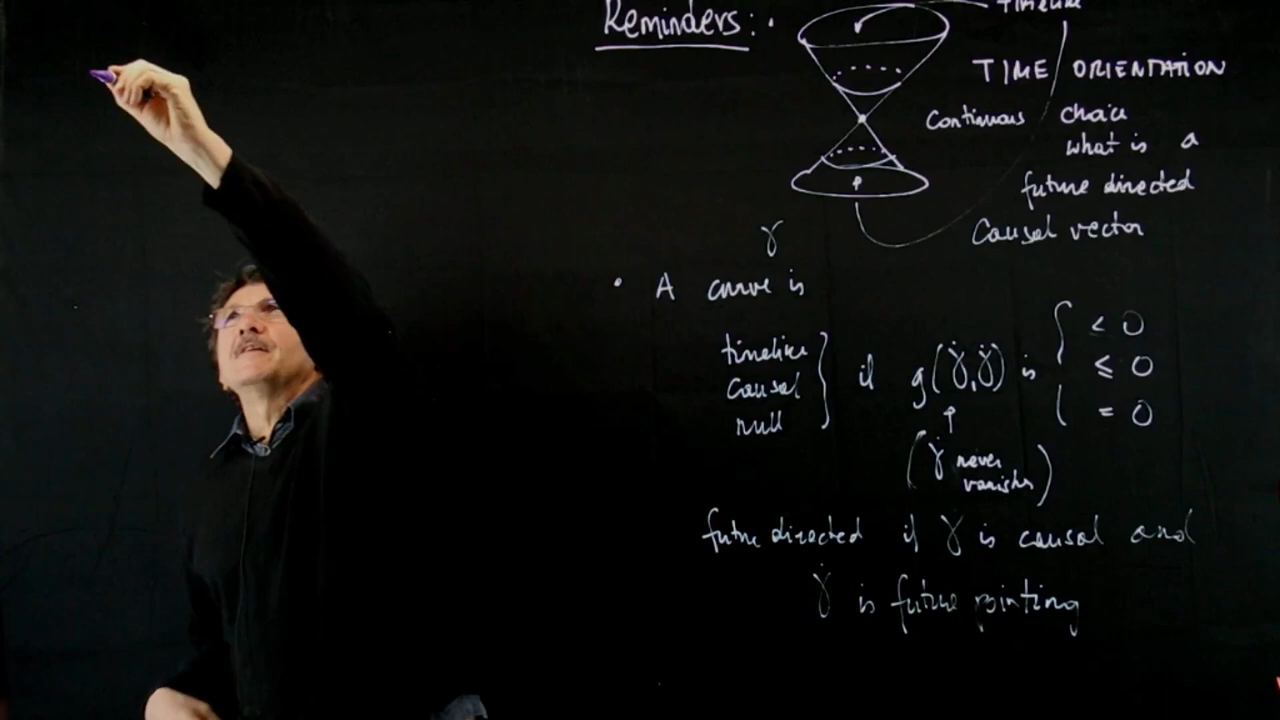 Reminders: •
timelike
TIME ORIENTATION
Continuous choice
what is a
future directed
causal vector
γ
• A curve is
timelike
causal
null
if g(γ̇,γ̇) is
< 0
≤ 0
= 0
(γ̇ never
vanishes)
future directed if γ is causal and
γ̇ is future pointing